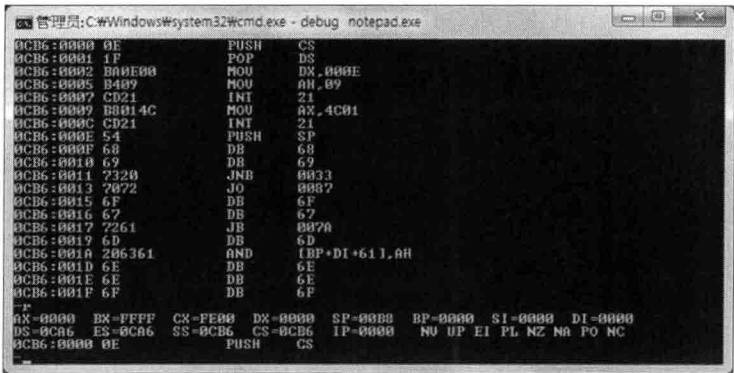 管理员:C:₩Windows₩system32₩cmd.exe - debug notepad.exe
0CB6:0000 0E PUSH CS
0CB6:0001 1F POP DS
0CB6:0002 BA0E00 MOV DX,000E
0CB6:0005 B409 MOV AH,09
0CB6:0007 CD21 INT 21
0CB6:0009 B8014C MOV AX,4C01
0CB6:000C CD21 INT 21
0CB6:000E 54 PUSH SP
0CB6:000F 68 DB 68
0CB6:0010 69 DB 69
0CB6:0011 7320 JNB 0033
0CB6:0013 7072 JO 0087
0CB6:0015 6F DB 6F
0CB6:0016 67 DB 67
0CB6:0017 7261 JB 007A
0CB6:0019 6D DB 6D
0CB6:001A 206361 AND [BP+DI+61],AH
0CB6:001D 6E DB 6E
0CB6:001E 6E DB 6E
0CB6:001F 6F DB 6F
-r
AX=0000 BX=FFFF CX=FE00 DX=0000 SP=00B8 BP=0000 SI=0000 DI=0000
DS=0CA6 ES=0CA6 SS=0CB6 CS=0CB6 IP=0000 NV UP EI PL NZ NA PO NC
0CB6:0000 0E PUSH CS
-